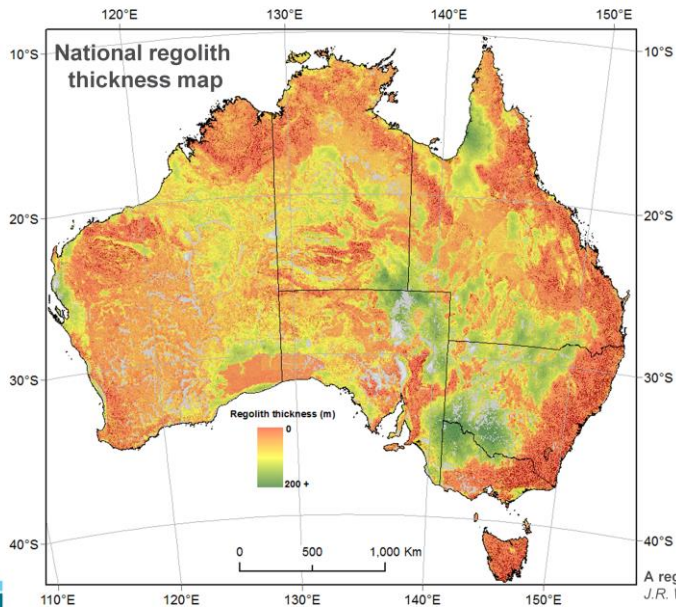 120°E 130°E 140°E 150°E
National regolith
thickness map
10°S 10°S
20°S 20°S
30°S 30°S
Regolith thickness (m)
0
200 +
0 500 1,000 Km
40°S 40°S
110°E 120°E 130°E 140°E 150°E
A reg
J.R.